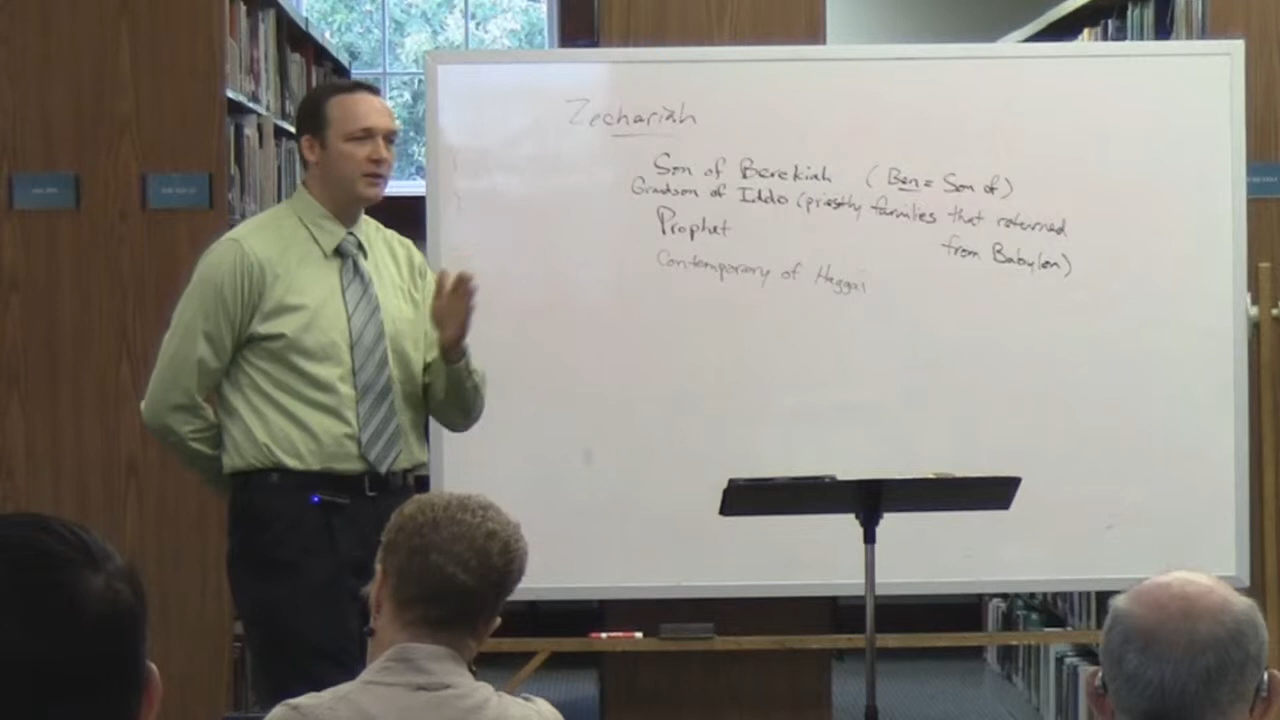 Zechariah
Son of Berekiah (Ben = Son of)
Grandson of Iddo (priestly families that returned
from Babylon)
Prophet
Contemporary of Haggai